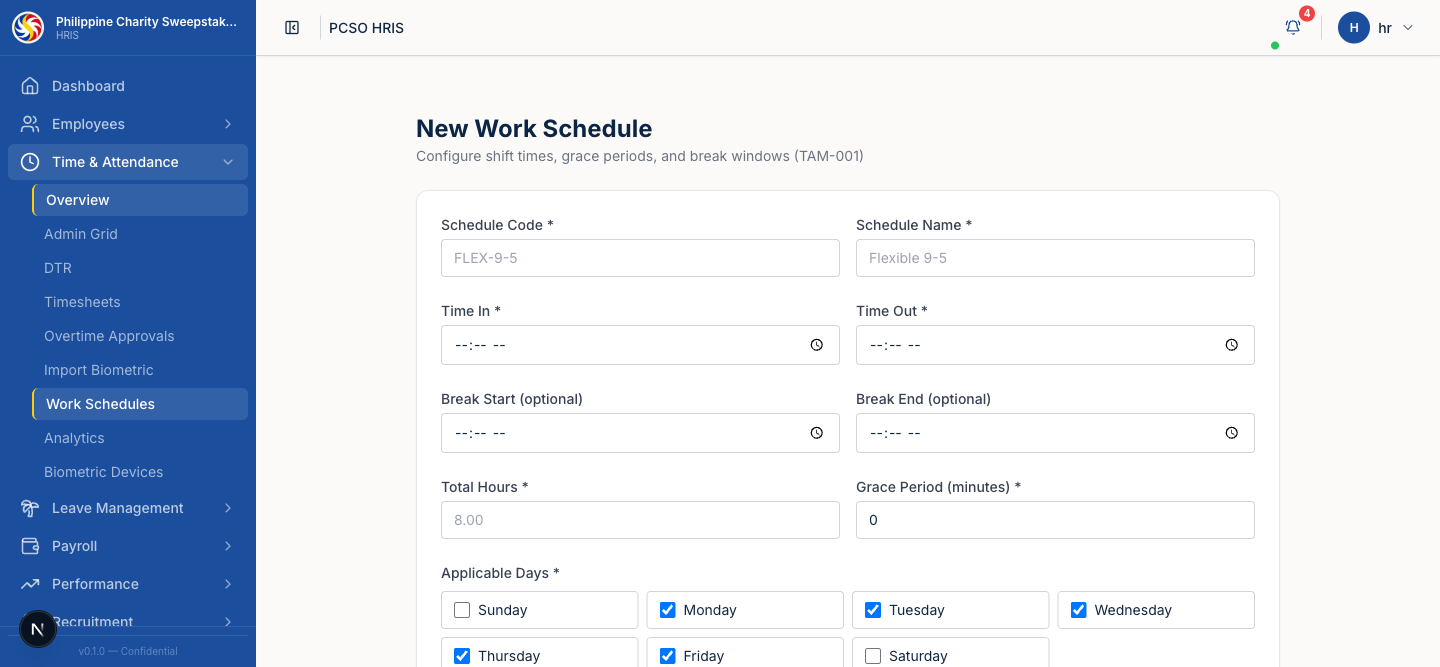 Philippine Charity Sweepstak...
HRIS
PCSO HRIS
4
H
hr
Dashboard
Employees
Time & Attendance
Overview
Admin Grid
DTR
Timesheets
Overtime Approvals
Import Biometric
Work Schedules
Analytics
Biometric Devices
Leave Management
Payroll
Performance
Recruitment
N
v0.1.0 — Confidential
New Work Schedule
Configure shift times, grace periods, and break windows (TAM-001)
Schedule Code * Schedule Name *
FLEX-9-5 Flexible 9-5
Time In * Time Out *
--:-- -- --:-- --
Break Start (optional) Break End (optional)
--:-- -- --:-- --
Total Hours * Grace Period (minutes) *
8.00 0
Applicable Days *
Sunday Monday Tuesday Wednesday
Thursday Friday Saturday